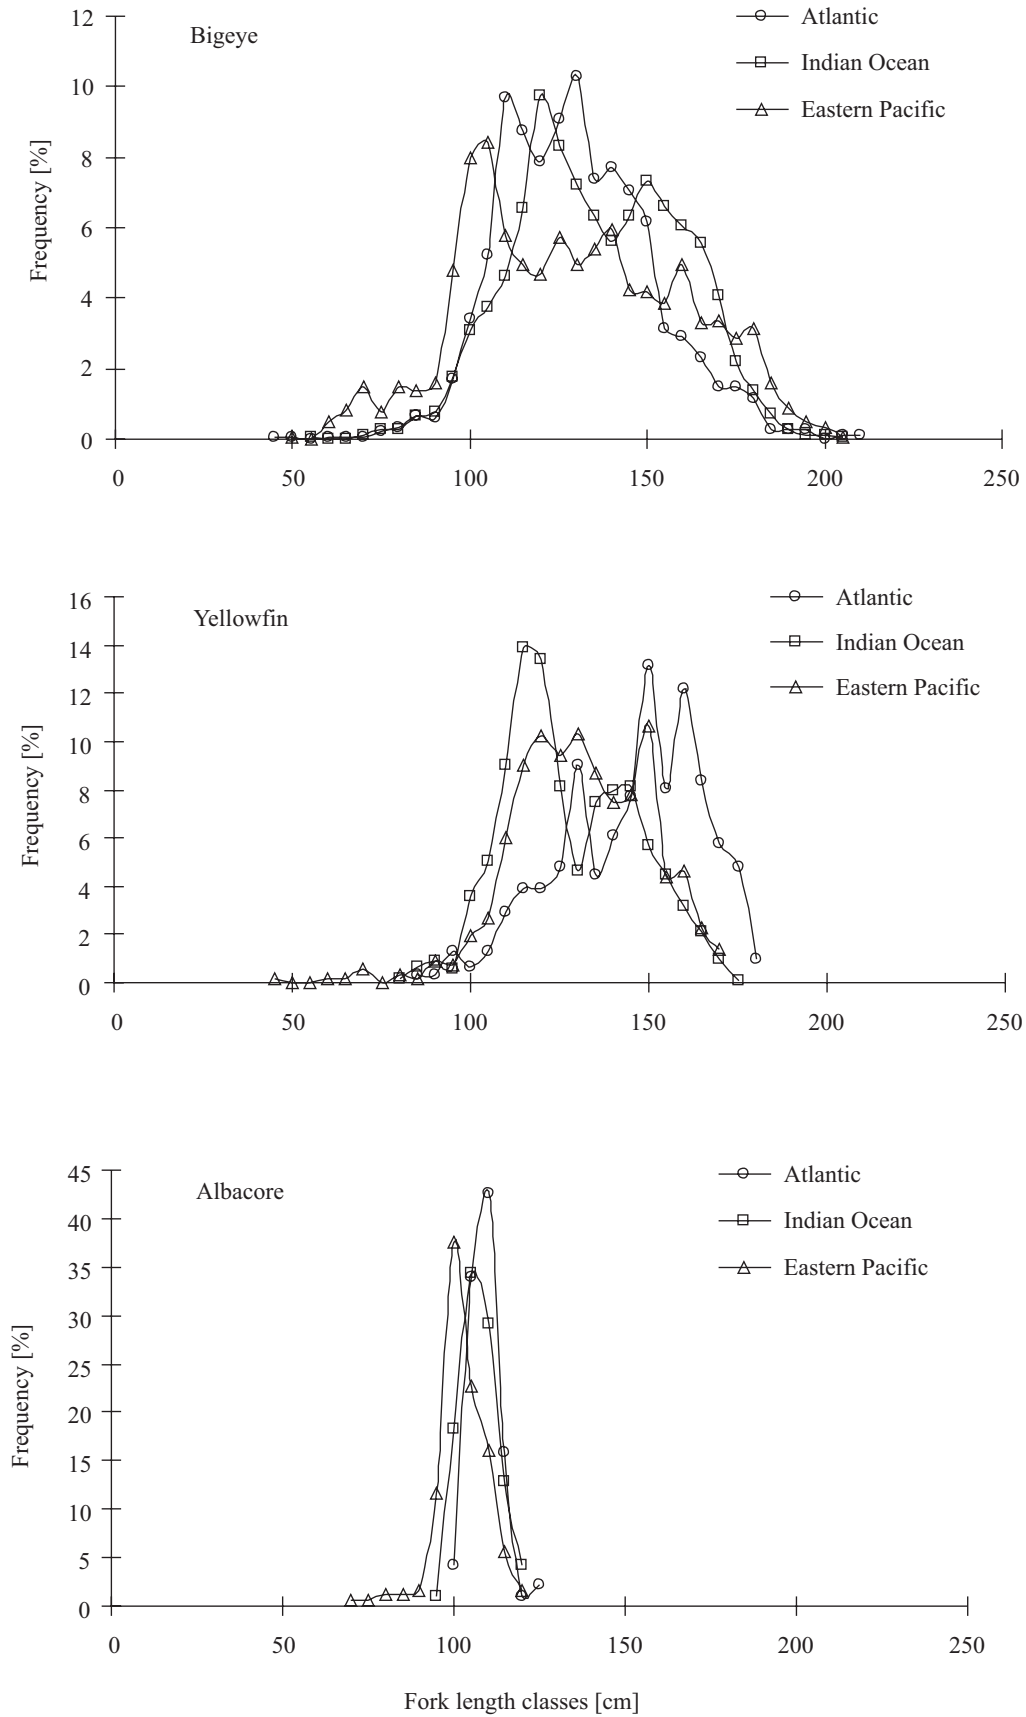 Bigeye
Atlantic
Indian Ocean
Eastern Pacific
Frequency [%]
12
10
8
6
4
2
0
0 50 100 150 200 250
Yellowfin
Atlantic
Indian Ocean
Eastern Pacific
Frequency [%]
16
14
12
10
8
6
4
2
0
0 50 100 150 200 250
Albacore
Atlantic
Indian Ocean
Eastern Pacific
Frequency [%]
45
40
35
30
25
20
15
10
5
0
0 50 100 150 200 250
Fork length classes [cm]